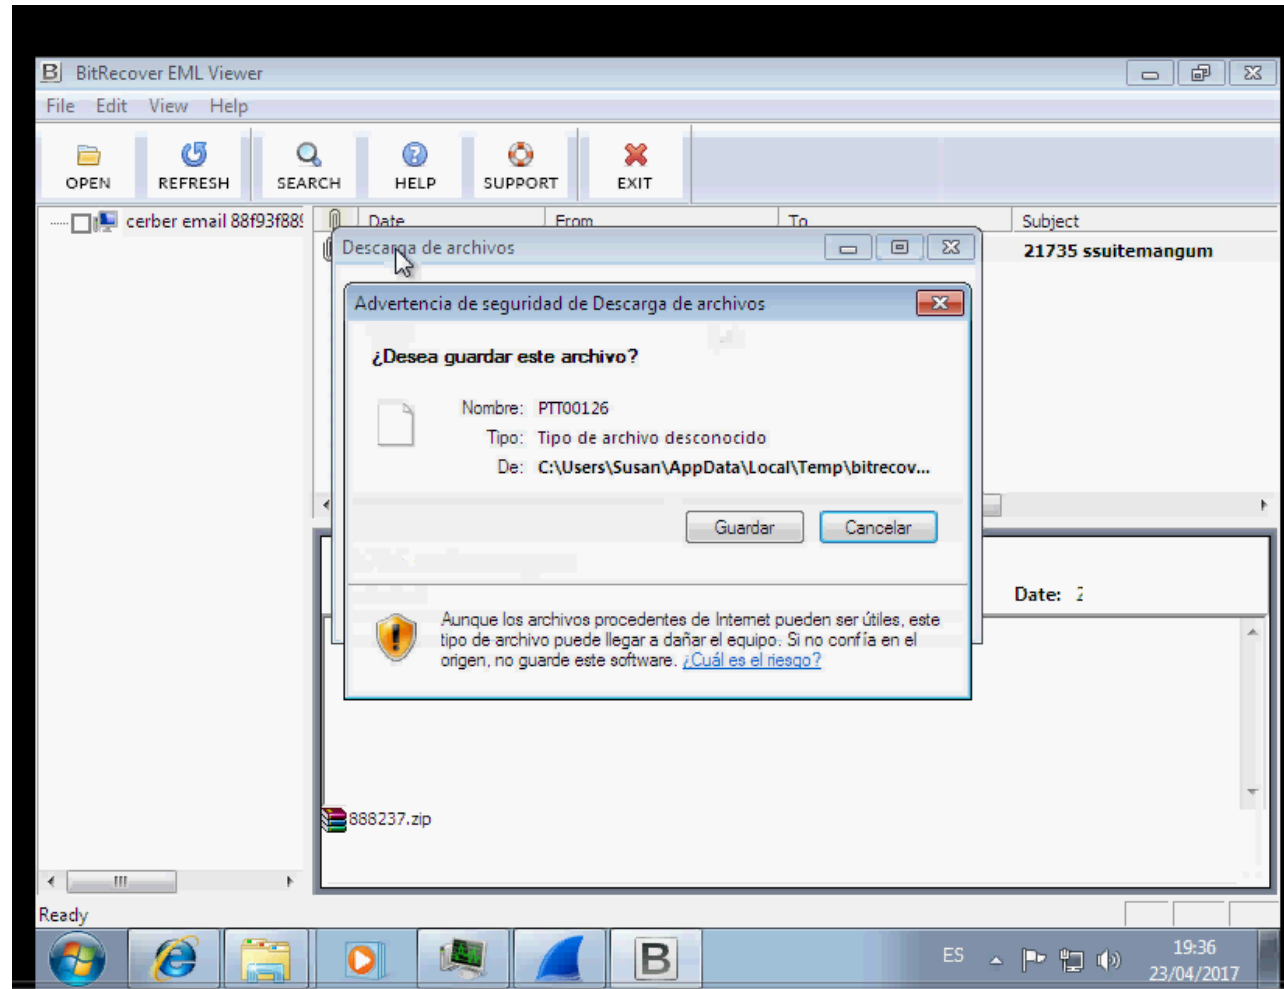 BitRecover EML Viewer
File Edit View Help
OPEN REFRESH SEARCH HELP SUPPORT EXIT
cerber email 88f93f889
Date From To Subject
21735 ssuitemangum
Descarga de archivos
Advertencia de seguridad de Descarga de archivos
¿Desea guardar este archivo?
Nombre: PTT00126
Tipo: Tipo de archivo desconocido
De: C:\Users\Susan\AppData\Local\Temp\bitrecov...
Guardar Cancelar
Date: 2
Aunque los archivos procedentes de Internet pueden ser útiles, este
tipo de archivo puede llegar a dañar el equipo. Si no confía en el
origen, no guarde este software. ¿Cuál es el riesgo?
888237.zip
Ready
ES
19:36
23/04/2017